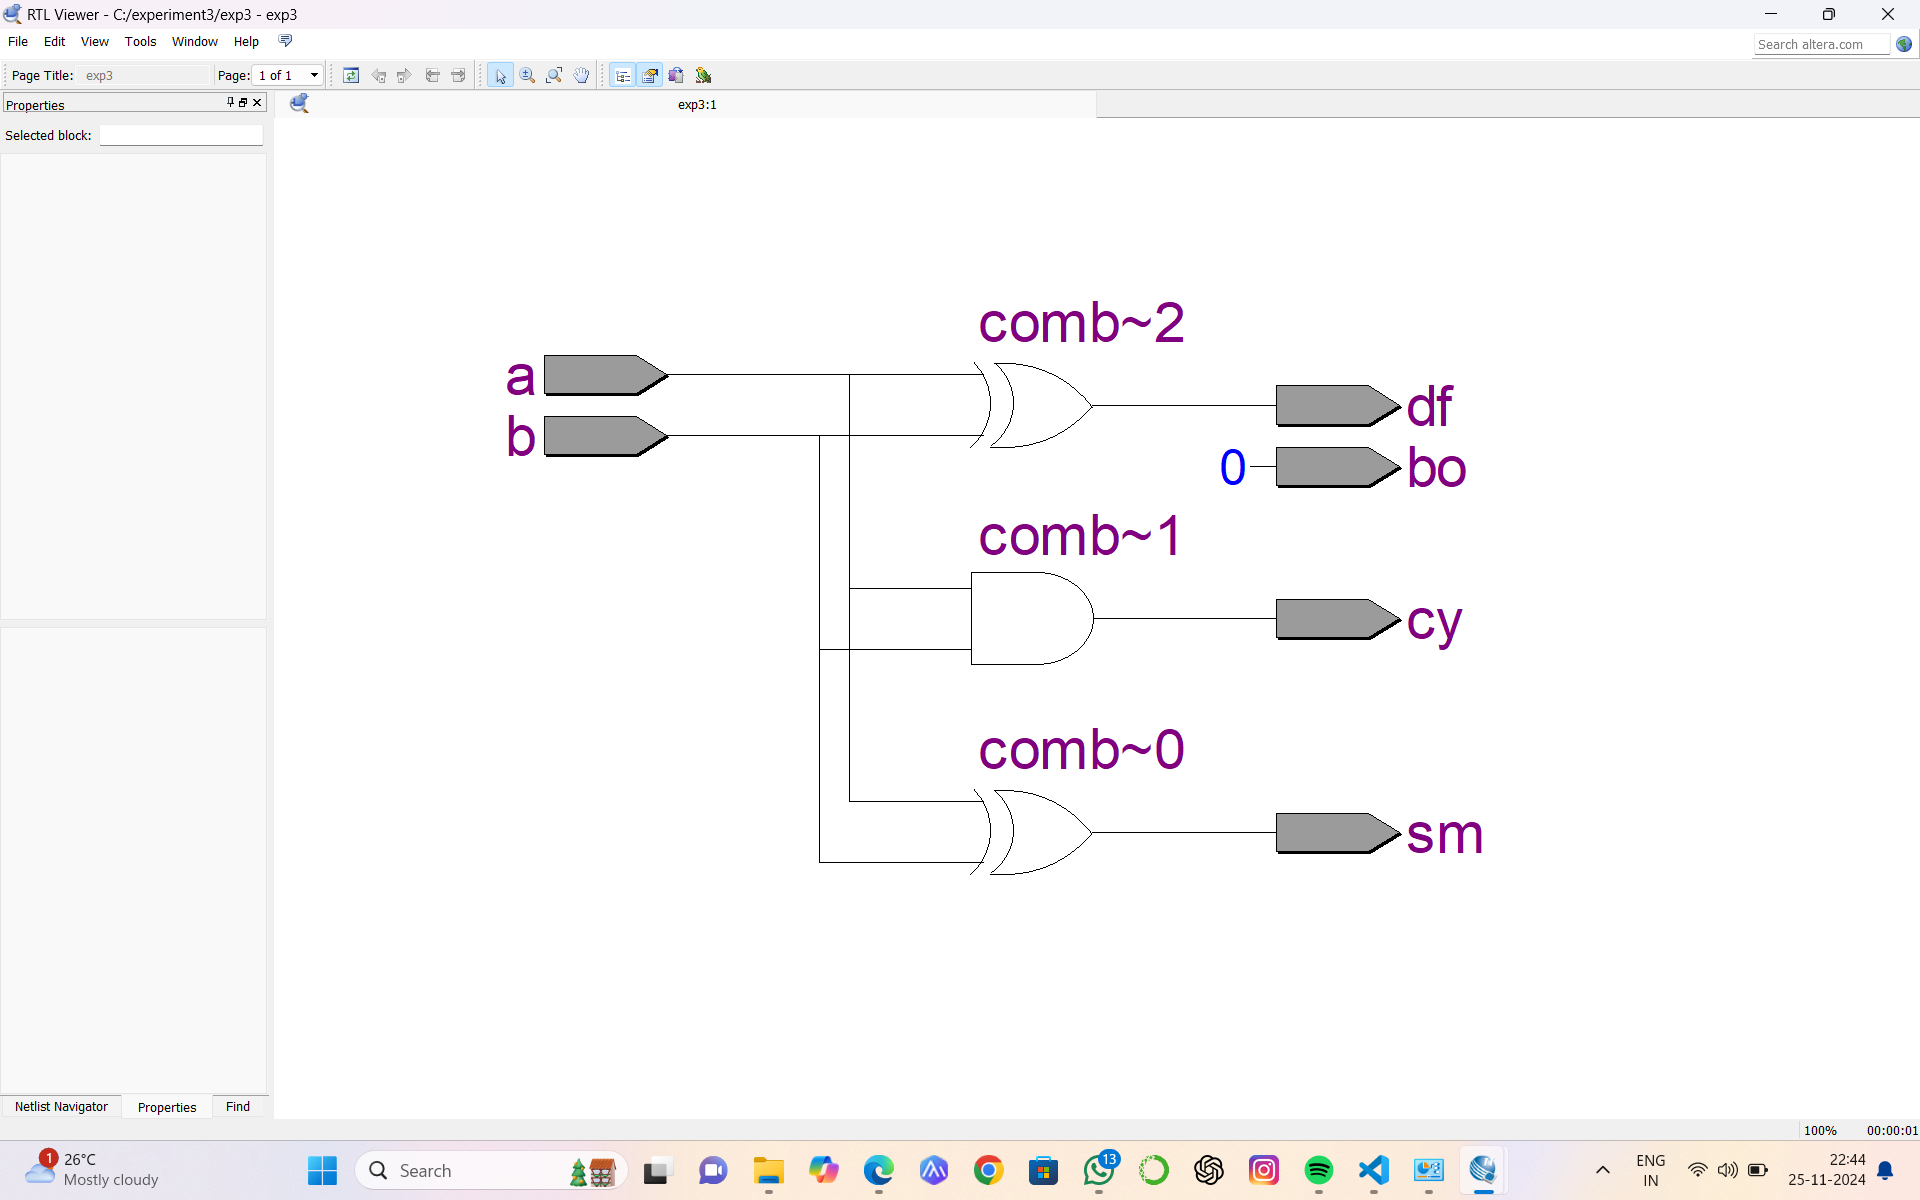 RTL Viewer - C:/experiment3/exp3 - exp3
File Edit View Tools Window Help
Search altera.com
Page Title: exp3 Page: 1 of 1
Properties
exp3:1
Selected block:
comb~2
a
df
b
0 bo
comb~1
cy
comb~0
sm
Netlist Navigator Properties Find
100% 00:00:01
1
26°C
Mostly cloudy
Search
13
ENG
IN
22:44
25-11-2024